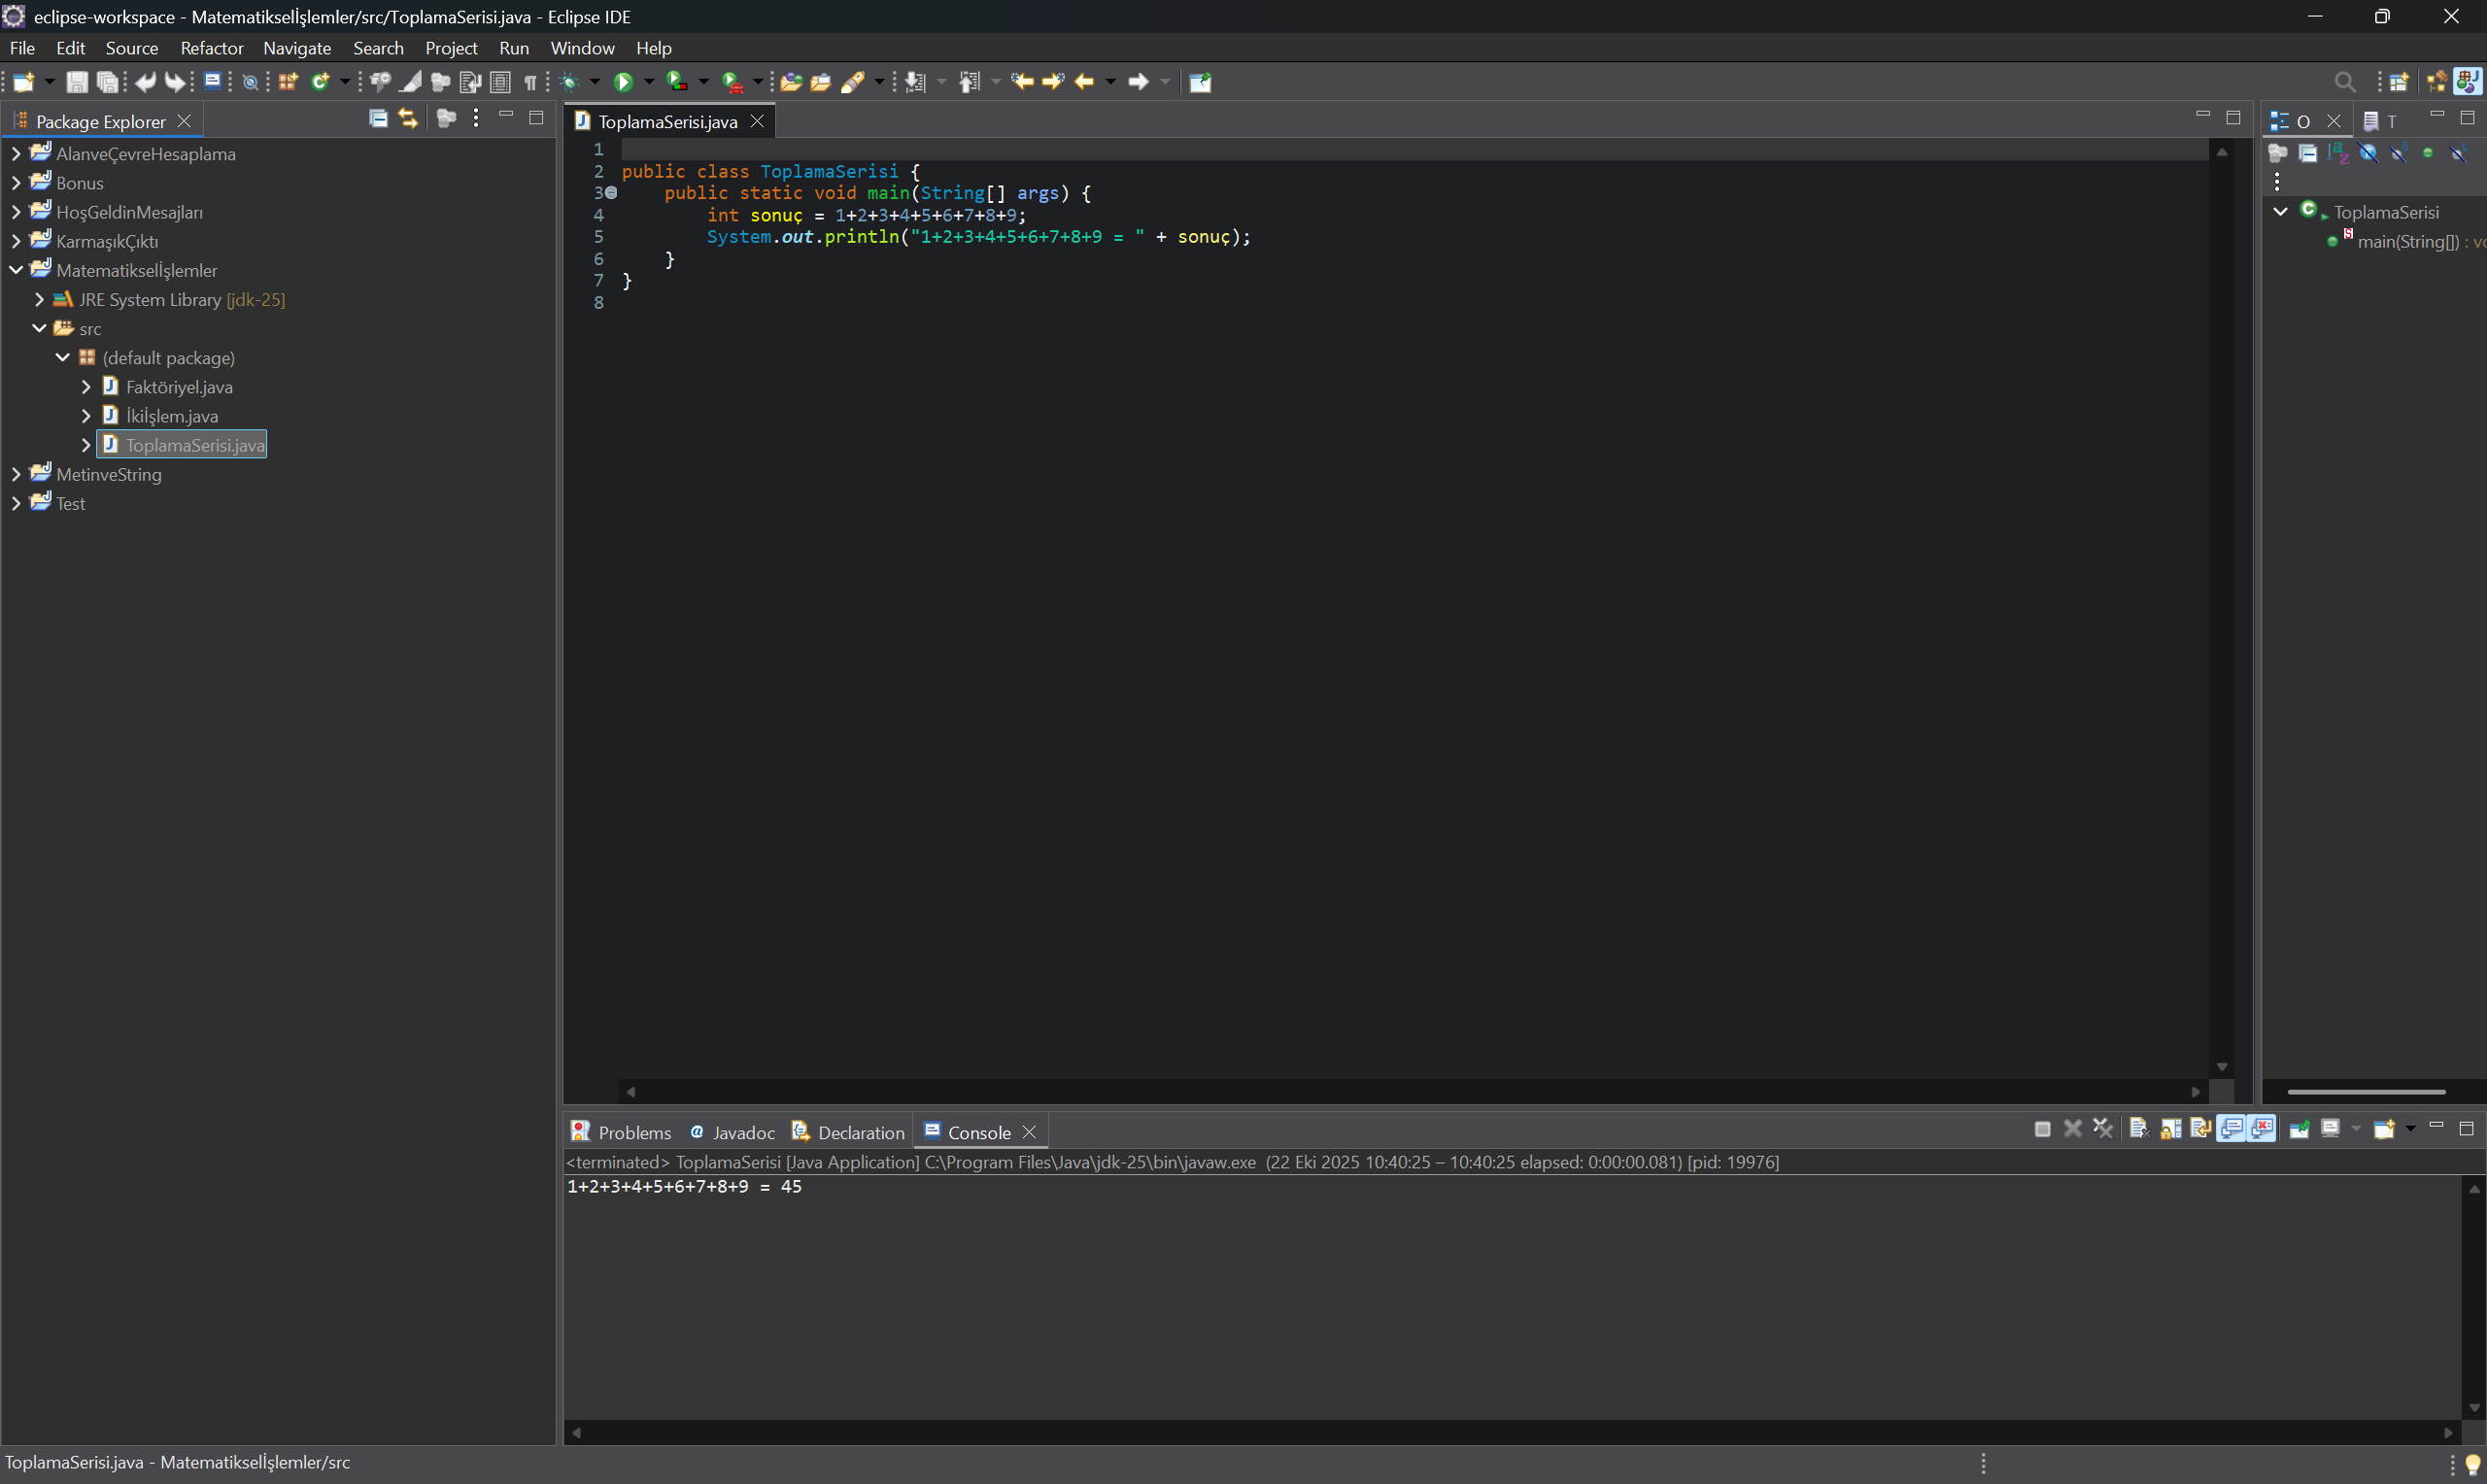 eclipse-workspace - Matematikselİşlemler/src/ToplamaSerisi.java - Eclipse IDE
File Edit Source Refactor Navigate Search Project Run Window Help
Package Explorer
AlanveÇevreHesaplama
Bonus
HoşGeldinMesajları
KarmaşıkÇıktı
Matematikselİşlemler
JRE System Library [jdk-25]
src
(default package)
Faktöriyel.java
İkiİşlem.java
ToplamaSerisi.java
MetinveString
Test
ToplamaSerisi.java
1
2 public class ToplamaSerisi {
3 public static void main(String[] args) {
4 int sonuç = 1+2+3+4+5+6+7+8+9;
5 System.out.println("1+2+3+4+5+6+7+8+9 = " + sonuç);
6 }
7 }
8
O T
ToplamaSerisi
main(String[]) : vo
Problems @ Javadoc Declaration Console
<terminated> ToplamaSerisi [Java Application] C:\Program Files\Java\jdk-25\bin\javaw.exe (22 Eki 2025 10:40:25 – 10:40:25 elapsed: 0:00:00.081) [pid: 19976]
1+2+3+4+5+6+7+8+9 = 45
ToplamaSerisi.java - Matematikselİşlemler/src